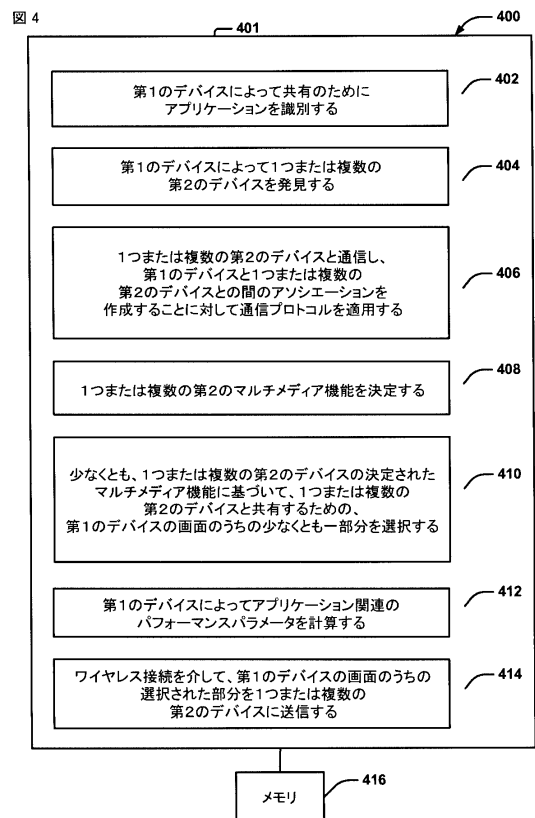 図 4
401
400
第1のデバイスによって共有のために
アプリケーションを識別する
402
第1のデバイスによって1つまたは複数の
第2のデバイスを発見する
404
1つまたは複数の第2のデバイスと通信し、
第1のデバイスと1つまたは複数の
第2のデバイスとの間のアソシエーションを
作成することに対して通信プロトコルを適用する
406
1つまたは複数の第2のマルチメディア機能を決定する
408
少なくとも、1つまたは複数の第2のデバイスの決定された
マルチメディア機能に基づいて、1つまたは複数の
第2のデバイスと共有するための、
第1のデバイスの画面のうちの少なくとも一部分を選択する
410
第1のデバイスによってアプリケーション関連の
パフォーマンスパラメータを計算する
412
ワイヤレス接続を介して、第1のデバイスの画面のうちの
選択された部分を1つまたは複数の
第2のデバイスに送信する
414
メモリ
416